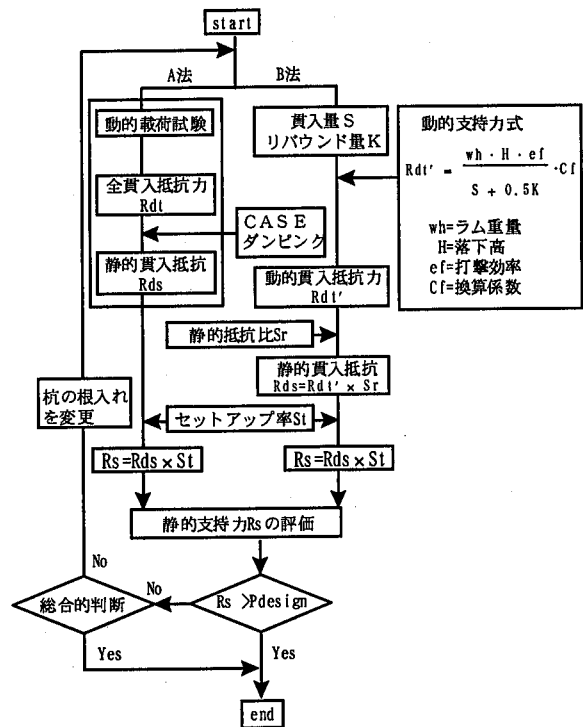 start
A法
B法
動的載荷試験
貫入量S
リバウンド量K
動的支持力式
Rdt' = wh・H・ef / S + 0.5K ・Cf
wh=ラム重量
H=落下高
ef=打撃効率
Cf=換算係数
全貫入抵抗力
Rdt
CASE
ダンピング
静的貫入抵抗
Rds
動的貫入抵抗力
Rdt'
静的抵抗比Sr
静的貫入抵抗
Rds=Rdt'×Sr
杭の根入れ
を変更
セットアップ率St
Rs=Rds×St
Rs=Rds×St
静的支持力Rsの評価
No
No
総合的判断
Rs >Pdesign
Yes
Yes
end